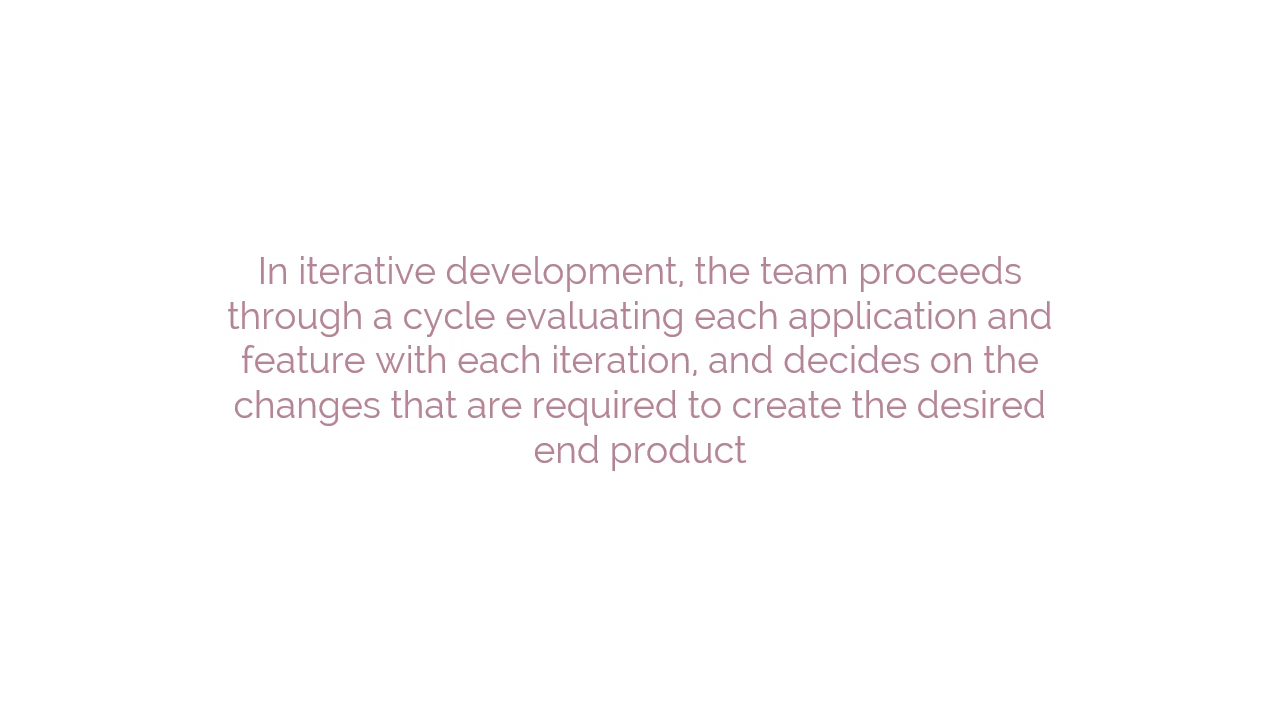 In iterative development, the team proceeds
through a cycle evaluating each application and
feature with each iteration, and decides on the
changes that are required to create the desired
end product